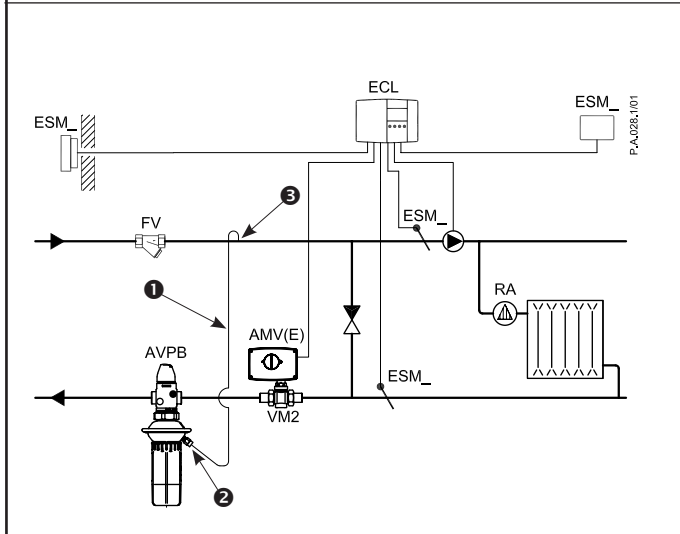 ECL
ESM_
ESM_
P.A.028.1/01
❸
FV
ESM_
❶
RA
AMV(E)
AVPB
ESM_
VM2
❷